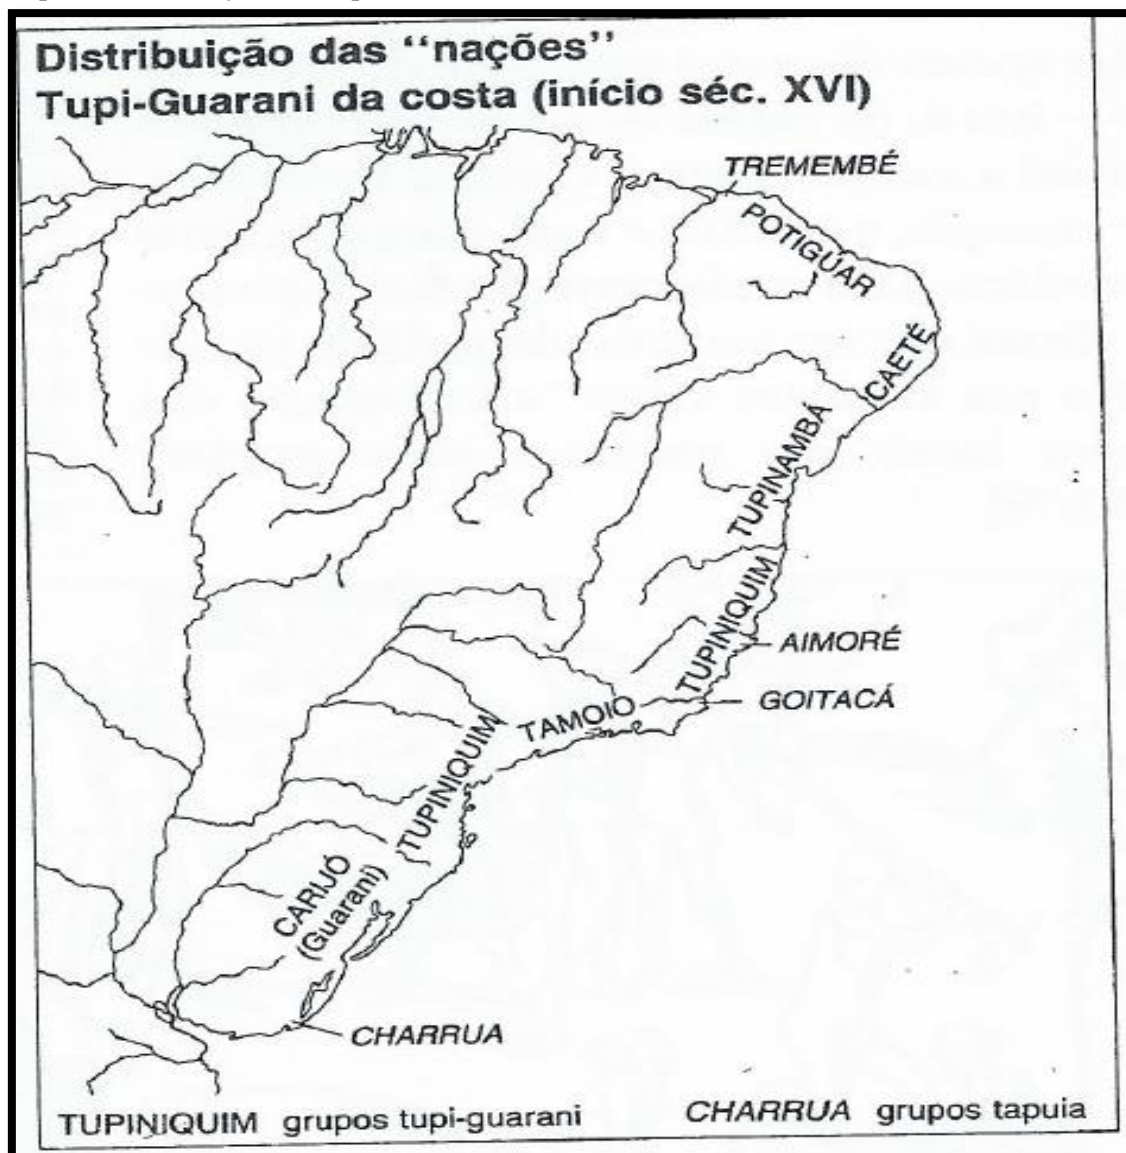 Distribuição das “nações”
Tupi-Guarani da costa (início séc. XVI)
TREMEMBÉ
POTIGUAR
CAETÉ
TUPINAMBÁ
TUPINIQUIM
AIMORÉ
GOITACÁ
TAMOIO
TUPINIQUIM
CARIJÓ
(Guarani)
CHARRUA
TUPINIQUIM grupos tupi-guarani
CHARRUA grupos tapuia